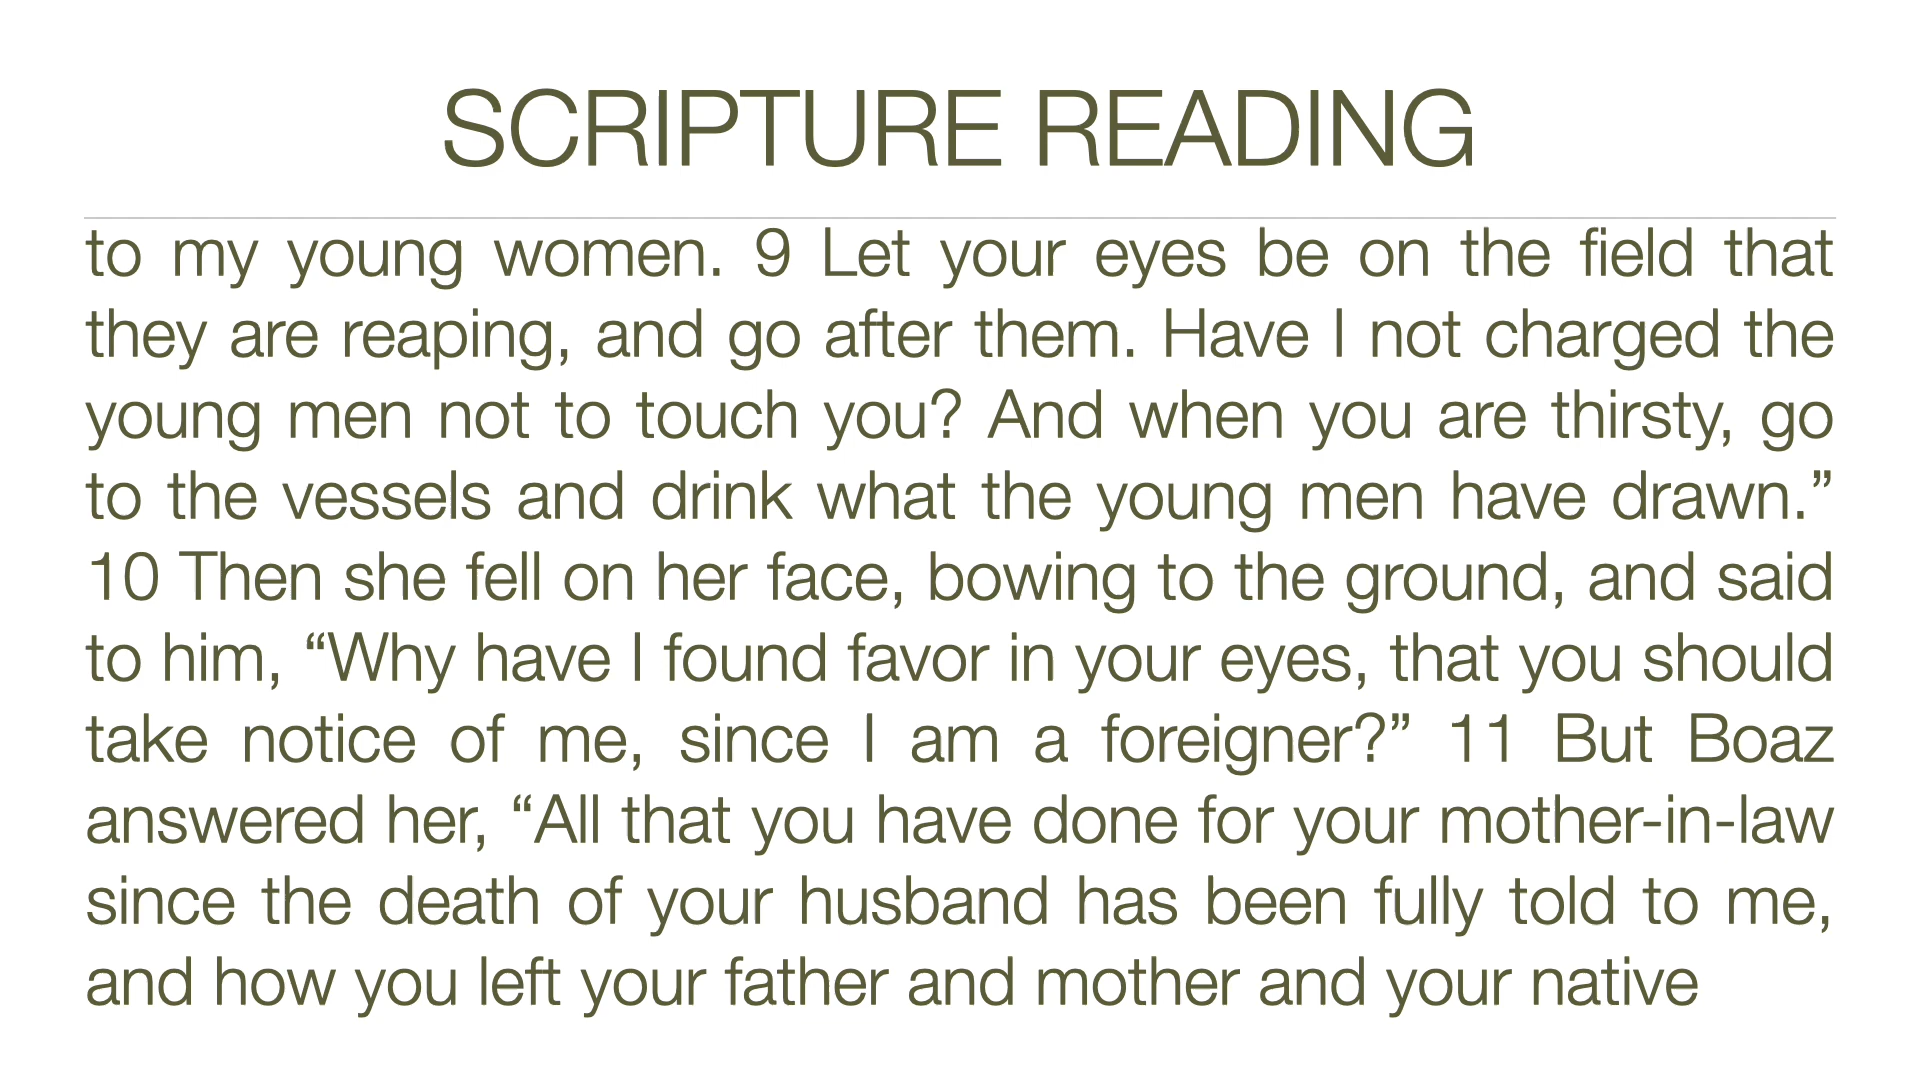 SCRIPTURE READING
to my young women. 9 Let your eyes be on the field that
they are reaping, and go after them. Have I not charged the
young men not to touch you? And when you are thirsty, go
to the vessels and drink what the young men have drawn.”
10 Then she fell on her face, bowing to the ground, and said
to him, “Why have I found favor in your eyes, that you should
take notice of me, since I am a foreigner?” 11 But Boaz
answered her, “All that you have done for your mother-in-law
since the death of your husband has been fully told to me,
and how you left your father and mother and your native